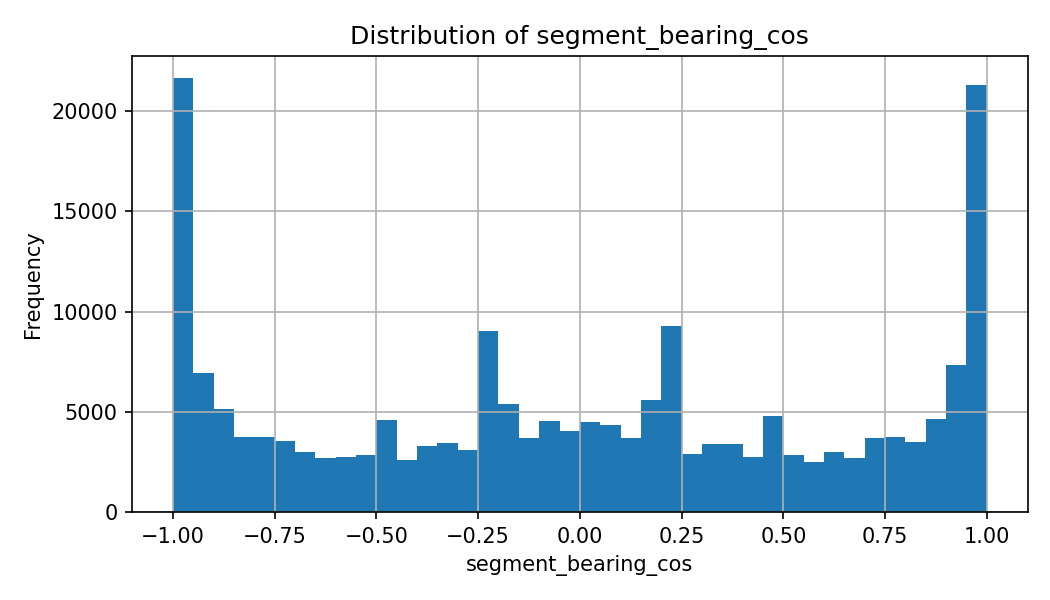 Distribution of segment_bearing_cos
20000
15000
10000
5000
0
Frequency
−1.00 −0.75 −0.50 −0.25 0.00 0.25 0.50 0.75 1.00
segment_bearing_cos